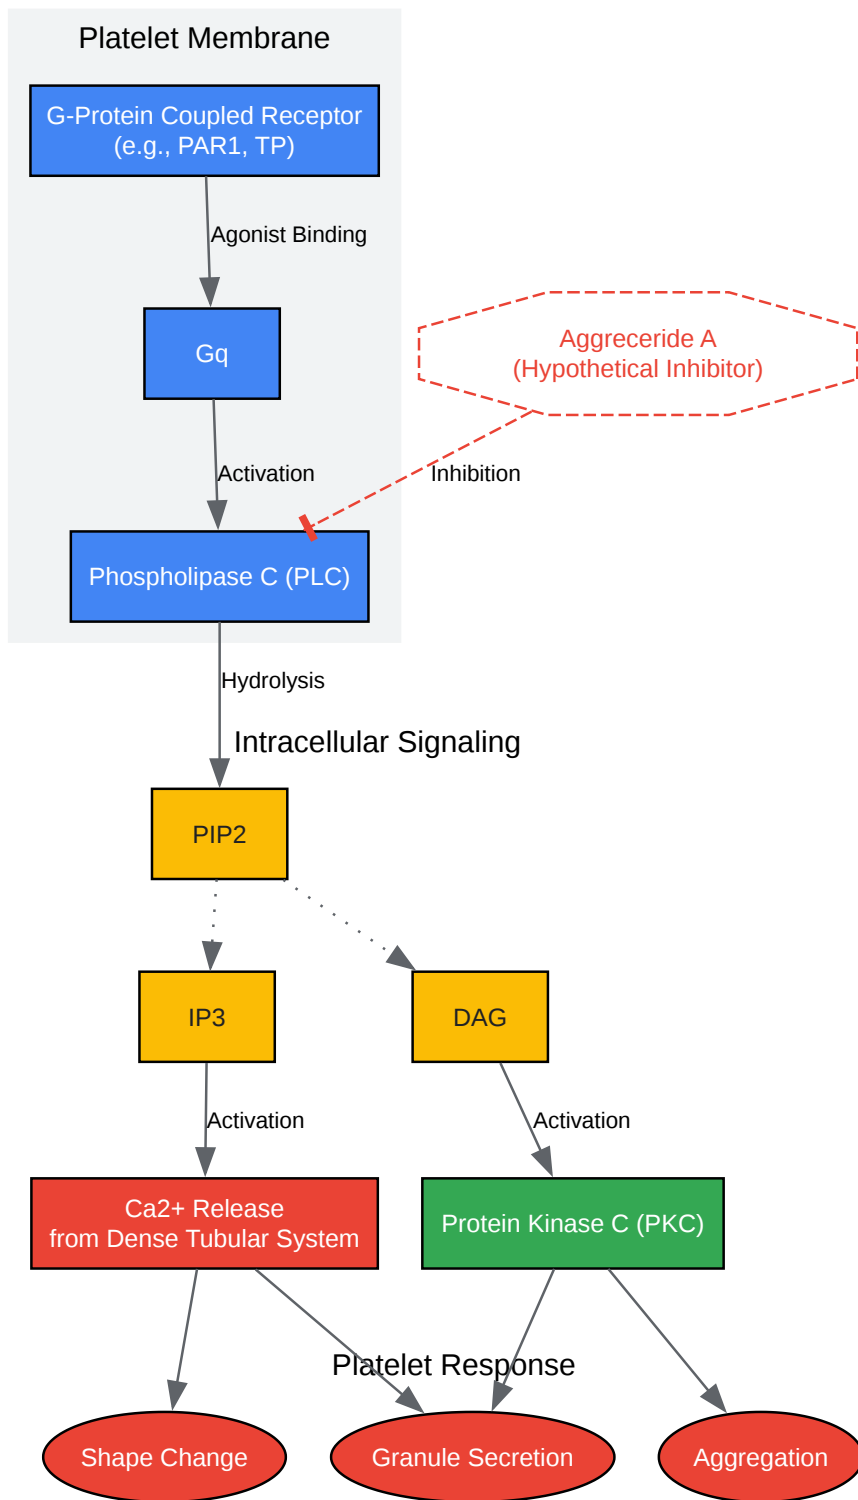 Platelet Membrane
G-Protein Coupled Receptor
(e.g., PAR1, TP)
Agonist Binding
Gq
Aggreceride A
(Hypothetical Inhibitor)
Activation
Inhibition
Phospholipase C (PLC)
Hydrolysis
Intracellular Signaling
PIP2
IP3
DAG
Activation
Activation
Ca2+ Release
from Dense Tubular System
Protein Kinase C (PKC)
Platelet Response
Shape Change
Granule Secretion
Aggregation